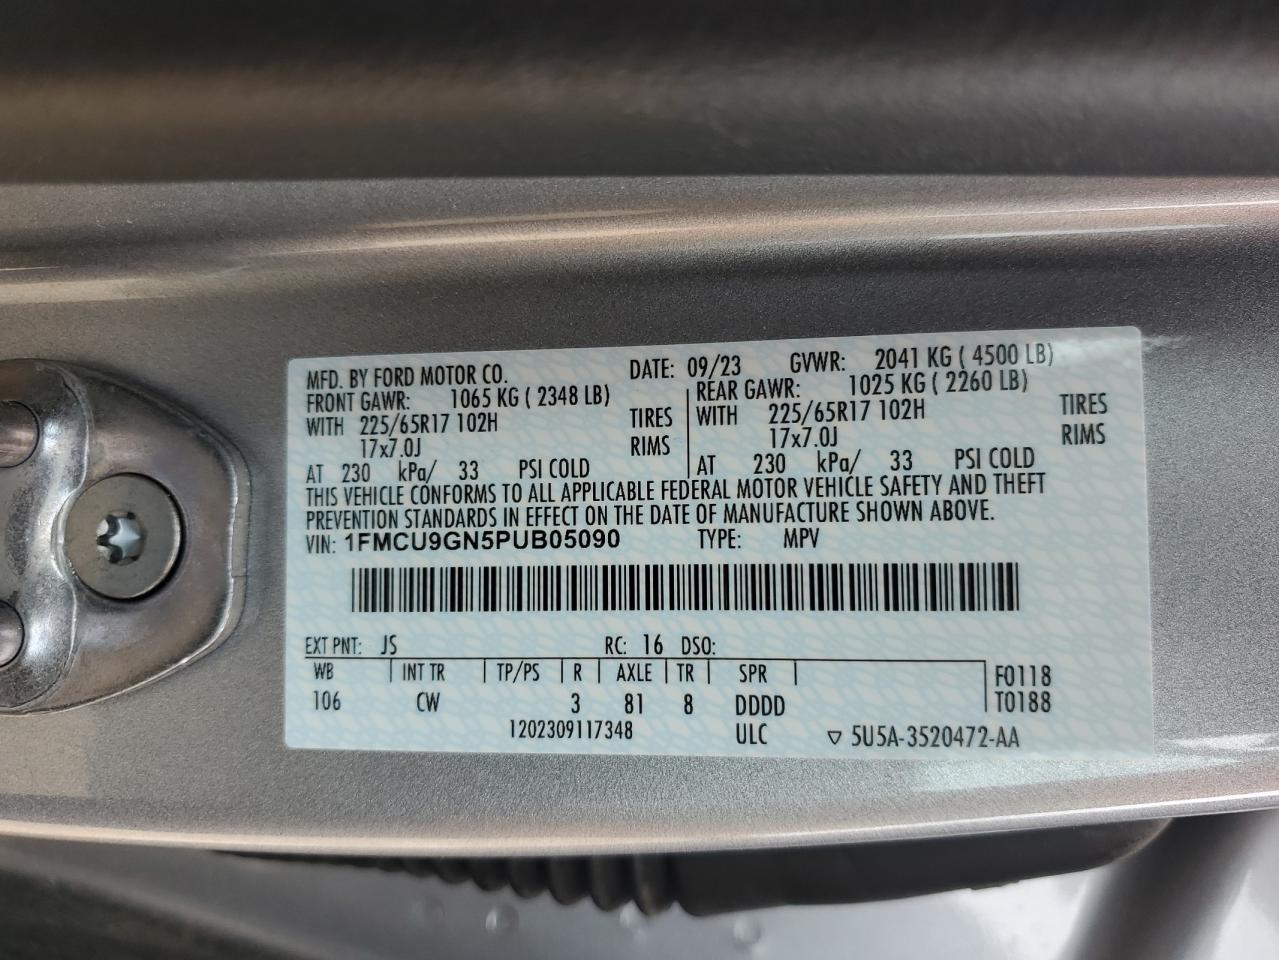 MFD. BY FORD MOTOR CO. DATE: 09/23 GVWR: 2041 KG ( 4500 LB)
FRONT GAWR: 1065 KG ( 2348 LB) REAR GAWR: 1025 KG ( 2260 LB)
WITH 225/65R17 102H TIRES WITH 225/65R17 102H TIRES
17x7.0J RIMS 17x7.0J RIMS
AT 230 kPa/ 33 PSI COLD AT 230 kPa/ 33 PSI COLD
THIS VEHICLE CONFORMS TO ALL APPLICABLE FEDERAL MOTOR VEHICLE SAFETY AND THEFT
PREVENTION STANDARDS IN EFFECT ON THE DATE OF MANUFACTURE SHOWN ABOVE.
VIN: 1FMCU9GN5PUB05090 TYPE: MPV
EXT PNT: JS RC: 16 DSO:
WB INT TR TP/PS R AXLE TR SPR F0118
106 CW 3 81 8 DDDD T0188
1202309117348 ULC ▽ 5U5A-3520472-AA